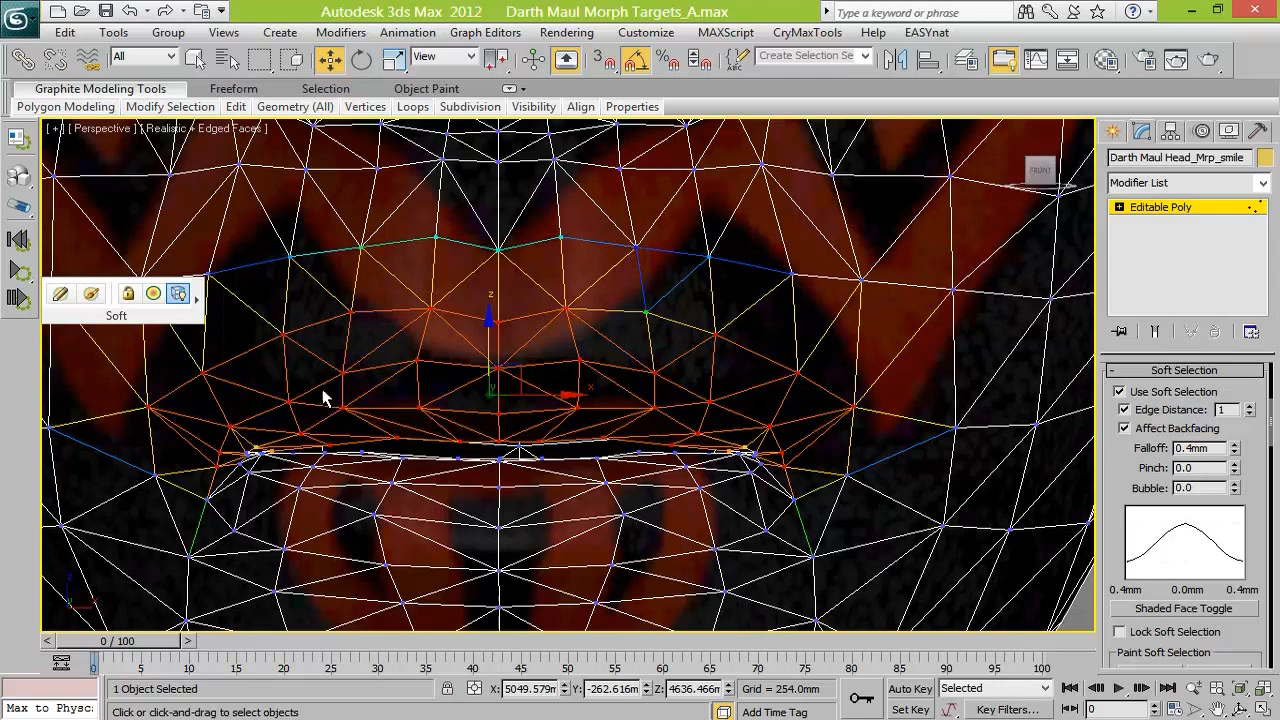 Autodesk 3ds Max 2012 Darth Maul Morph Targets_A.max
Type a keyword or phrase
Edit Tools Group Views Create Modifiers Animation Graph Editors Rendering Customize MAXScript CryMaxTools Help EASYnat
All View 3 Create Selection Se
Graphite Modeling Tools Freeform Selection Object Paint
Polygon Modeling Modify Selection Edit Geometry (All) Vertices Loops Subdivision Visibility Align Properties
[ + ] [ Perspective ] [ Realistic + Edged Faces ]
FRONT
Darth Maul Head_Mrp_smile
Modifier List
Editable Poly
Soft
z
x
y
- Soft Selection
Use Soft Selection
Edge Distance: 1
Affect Backfacing
Falloff: 0.4mm
Pinch: 0.0
Bubble: 0.0
0.4mm 0.0mm 0.4mm
Shaded Face Toggle
Lock Soft Selection
Paint Soft Selection
< 0 / 100 >
0 5 10 15 20 25 30 35 40 45 50 55 60 65 70 75 80 85 90 95 100
1 Object Selected X: 5049.579m Y: -262.616m Z: 4636.466m Grid = 254.0mm Auto Key Selected
Max to Physc Click or click-and-drag to select objects Add Time Tag Set Key Key Filters... 0